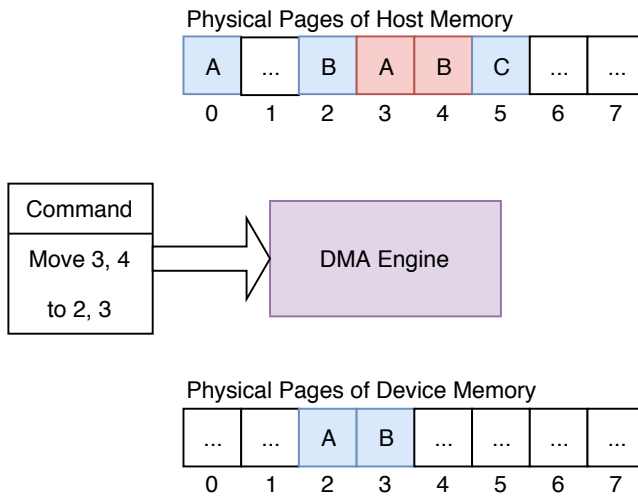 Physical Pages of Host Memory
A ... B A B C ... ...
0 1 2 3 4 5 6 7
Command
Move 3, 4
to 2, 3
DMA Engine
Physical Pages of Device Memory
... ... A B ... ... ... ...
0 1 2 3 4 5 6 7